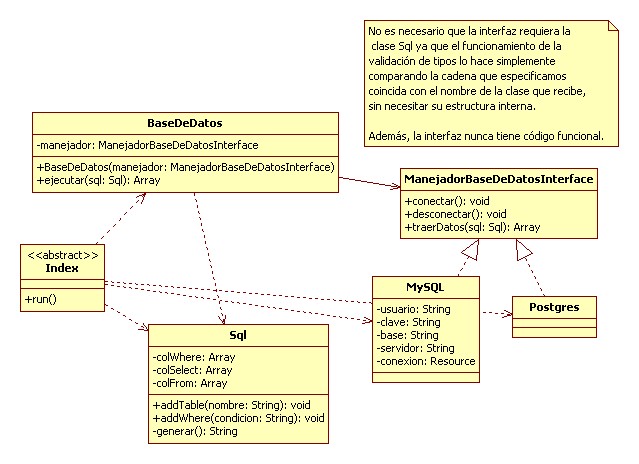 No es necesario que la interfaz requiera la
clase Sql ya que el funcionamiento de la
validación de tipos lo hace simplemente
comparando la cadena que especificamos
coincida con el nombre de la clase que recibe,
sin necesitar su estructura interna.
Además, la interfaz nunca tiene código funcional.
BaseDeDatos
-manejador: ManejadorBaseDeDatosInterface
+BaseDeDatos(manejador: ManejadorBaseDeDatosInterface)
+ejecutar(sql: Sql): Array
ManejadorBaseDeDatosInterface
+conectar(): void
+desconectar(): void
+traerDatos(sql: Sql): Array
<<abstract>>
Index
+run()
MySQL
-usuario: String
-clave: String
-base: String
-servidor: String
-conexion: Resource
Postgres
Sql
-colWhere: Array
-colSelect: Array
-colFrom: Array
+addTable(nombre: String): void
+addWhere(condicion: String): void
-generar(): String